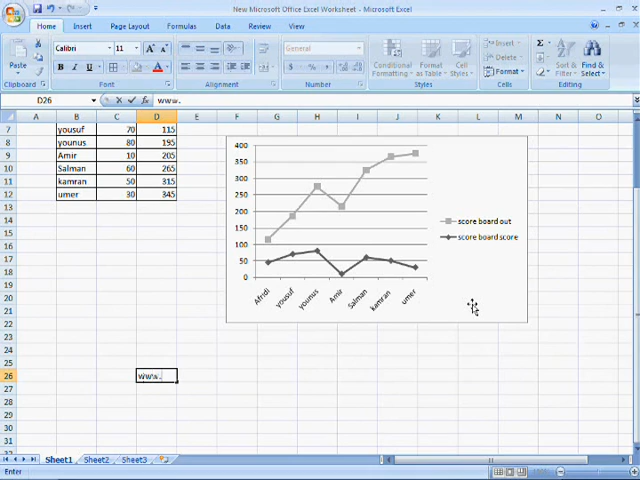 New Microsoft Office Excel Worksheet - Microsoft Excel
Home Insert Page Layout Formulas Data Review View
Paste
Calibri 11 A A
B I U A
General
$ % ,
Conditional Formatting Format as Table Cell Styles
Insert
Delete
Format
Σ
Sort & Filter Find & Select
Clipboard Font Alignment Number Styles Cells Editing
D26 www.
A B C D E F G H I J K L M N O
7 yousuf 70 115
8 younus 80 195
9 Amir 10 205
10 Salman 60 265
11 kamran 50 315
12 umer 30 345
13
14
15
16
17
18
19
20
21
22
23
24
25
26 www.
27
28
29
30
31
32
400
350
300
250
200
150
100
50
0
Afridi yousuf younus Amir Salman kamran umer
score board out
score board score
Sheet1 Sheet2 Sheet3
Enter